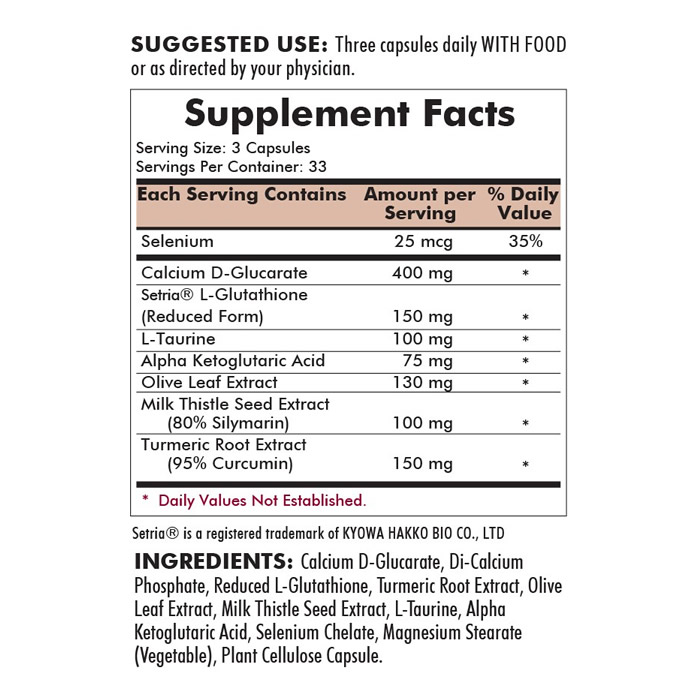 SUGGESTED USE: Three capsules daily WITH FOOD
or as directed by your physician.
Supplement Facts
Serving Size: 3 Capsules
Servings Per Container: 33
Each Serving Contains Amount per % Daily
Serving Value
Selenium 25 mcg 35%
Calcium D-Glucarate 400 mg *
Setria® L-Glutathione
(Reduced Form) 150 mg *
L-Taurine 100 mg *
Alpha Ketoglutaric Acid 75 mg *
Olive Leaf Extract 130 mg *
Milk Thistle Seed Extract
(80% Silymarin) 100 mg *
Turmeric Root Extract
(95% Curcumin) 150 mg *
* Daily Values Not Established.
Setria® is a registered trademark of KYOWA HAKKO BIO CO., LTD
INGREDIENTS: Calcium D-Glucarate, Di-Calcium
Phosphate, Reduced L-Glutathione, Turmeric Root Extract, Olive
Leaf Extract, Milk Thistle Seed Extract, L-Taurine, Alpha
Ketoglutaric Acid, Selenium Chelate, Magnesium Stearate
(Vegetable), Plant Cellulose Capsule.